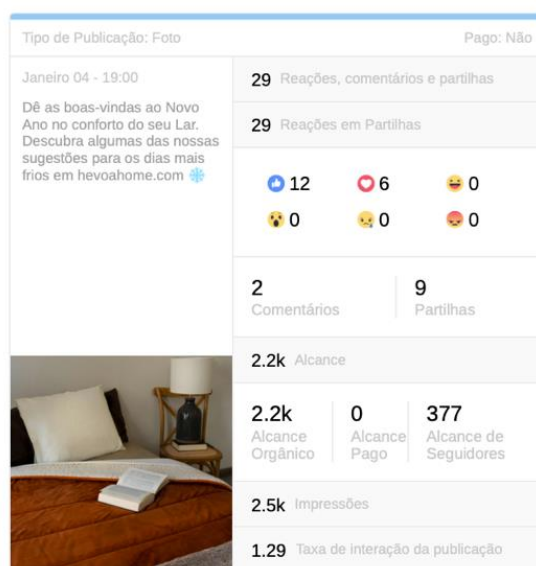 Tipo de Publicação: Foto
Pago: Não
Janeiro 04 - 19:00
Dê as boas-vindas ao Novo
Ano no conforto do seu Lar.
Descubra algumas das nossas
sugestões para os dias mais
frios em hevoahome.com ❄️
29 Reações, comentários e partilhas
29 Reações em Partilhas
12 6 0
0 0 0
2 9
Comentários Partilhas
2.2k Alcance
2.2k 0 377
Alcance Alcance Alcance de
Orgânico Pago Seguidores
2.5k Impressões
1.29 Taxa de interação da publicação